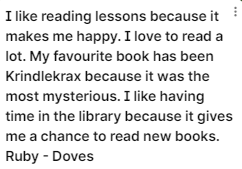 I like reading lessons because it
makes me happy. I love to read a
lot. My favourite book has been
Krindlekrax because it was the
most mysterious. I like having
time in the library because it gives
me a chance to read new books.
Ruby - Doves